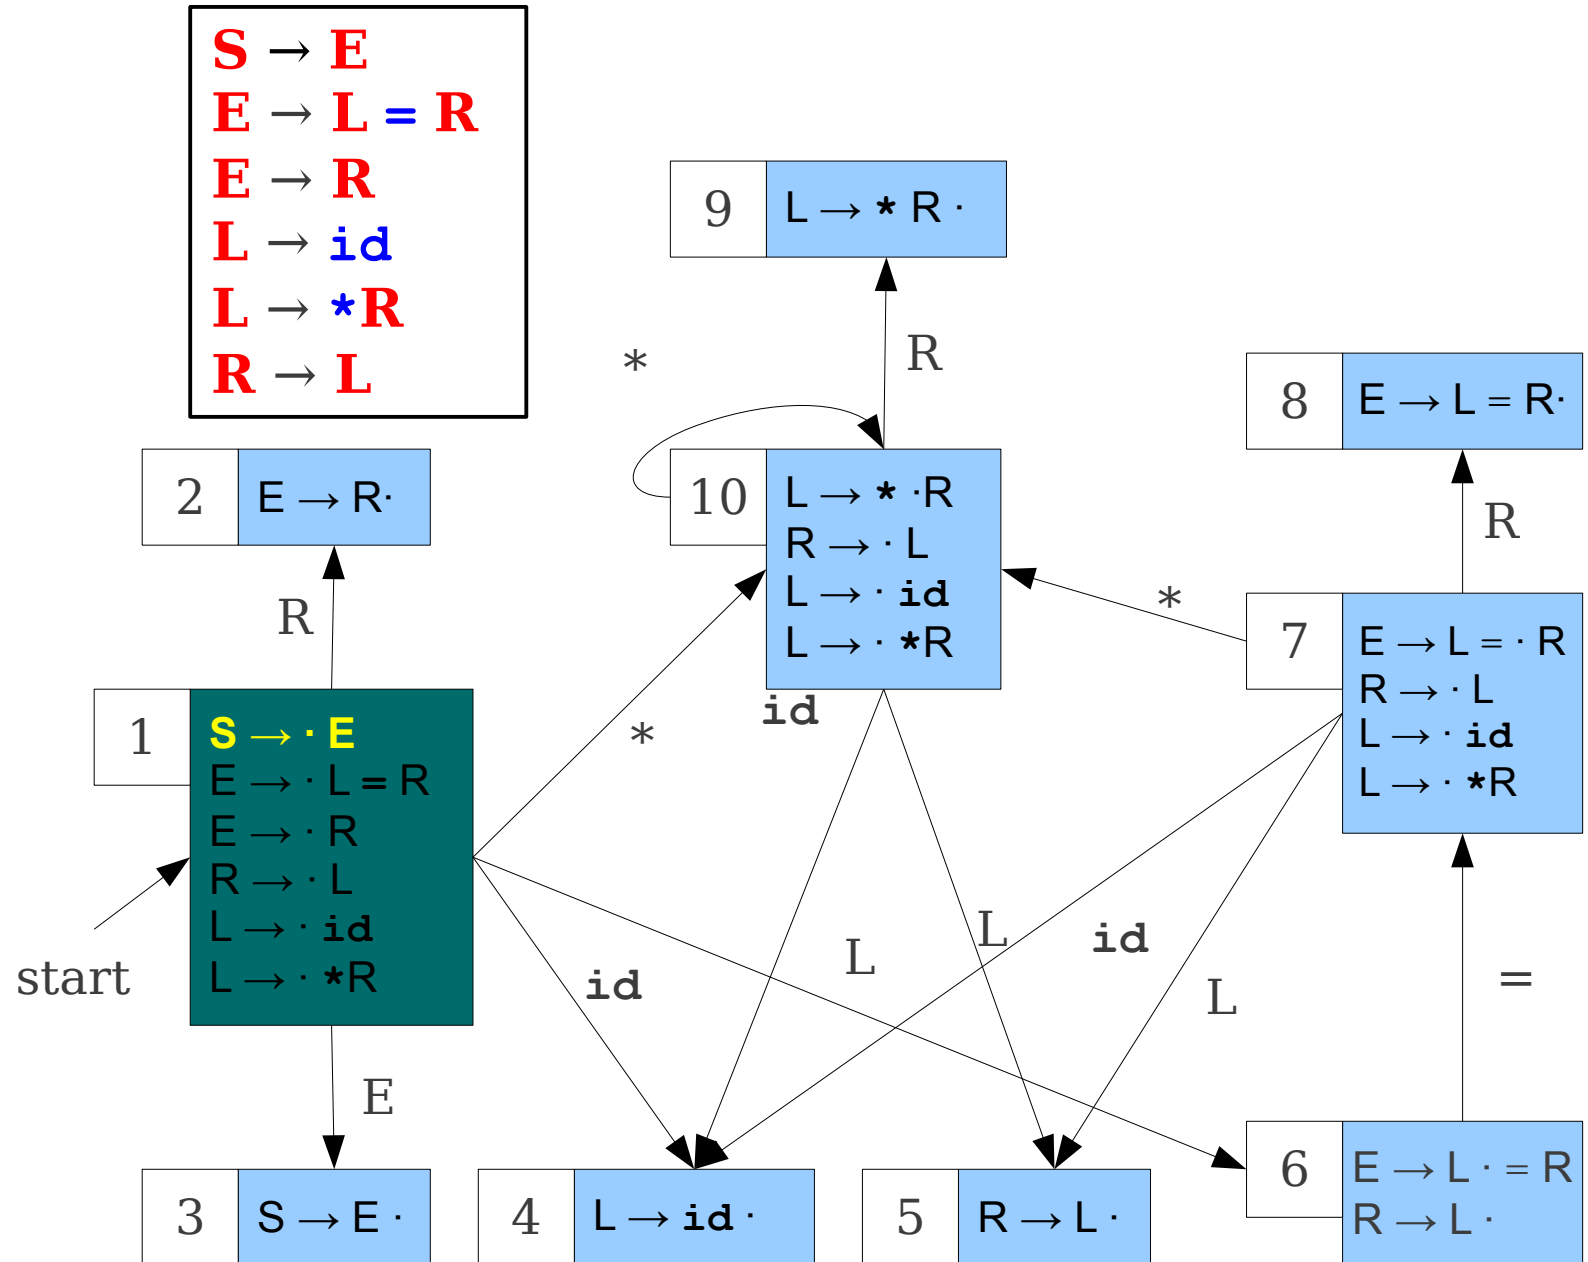 S → E
E → L = R
E → R
L → id
L → *R
R → L
9
L → * R ·
*
R
8
E → L = R·
2
E → R·
10
L → * ·R
R → · L
L → · id
L → · *R
R
R
*
7
E → L = · R
R → · L
L → · id
L → · *R
1
S → · E
E → · L = R
E → · R
R → · L
L → · id
L → · *R
*
id
start
id
L
L
id
L
=
E
3
S → E ·
4
L → id ·
5
R → L ·
6
E → L · = R
R → L ·